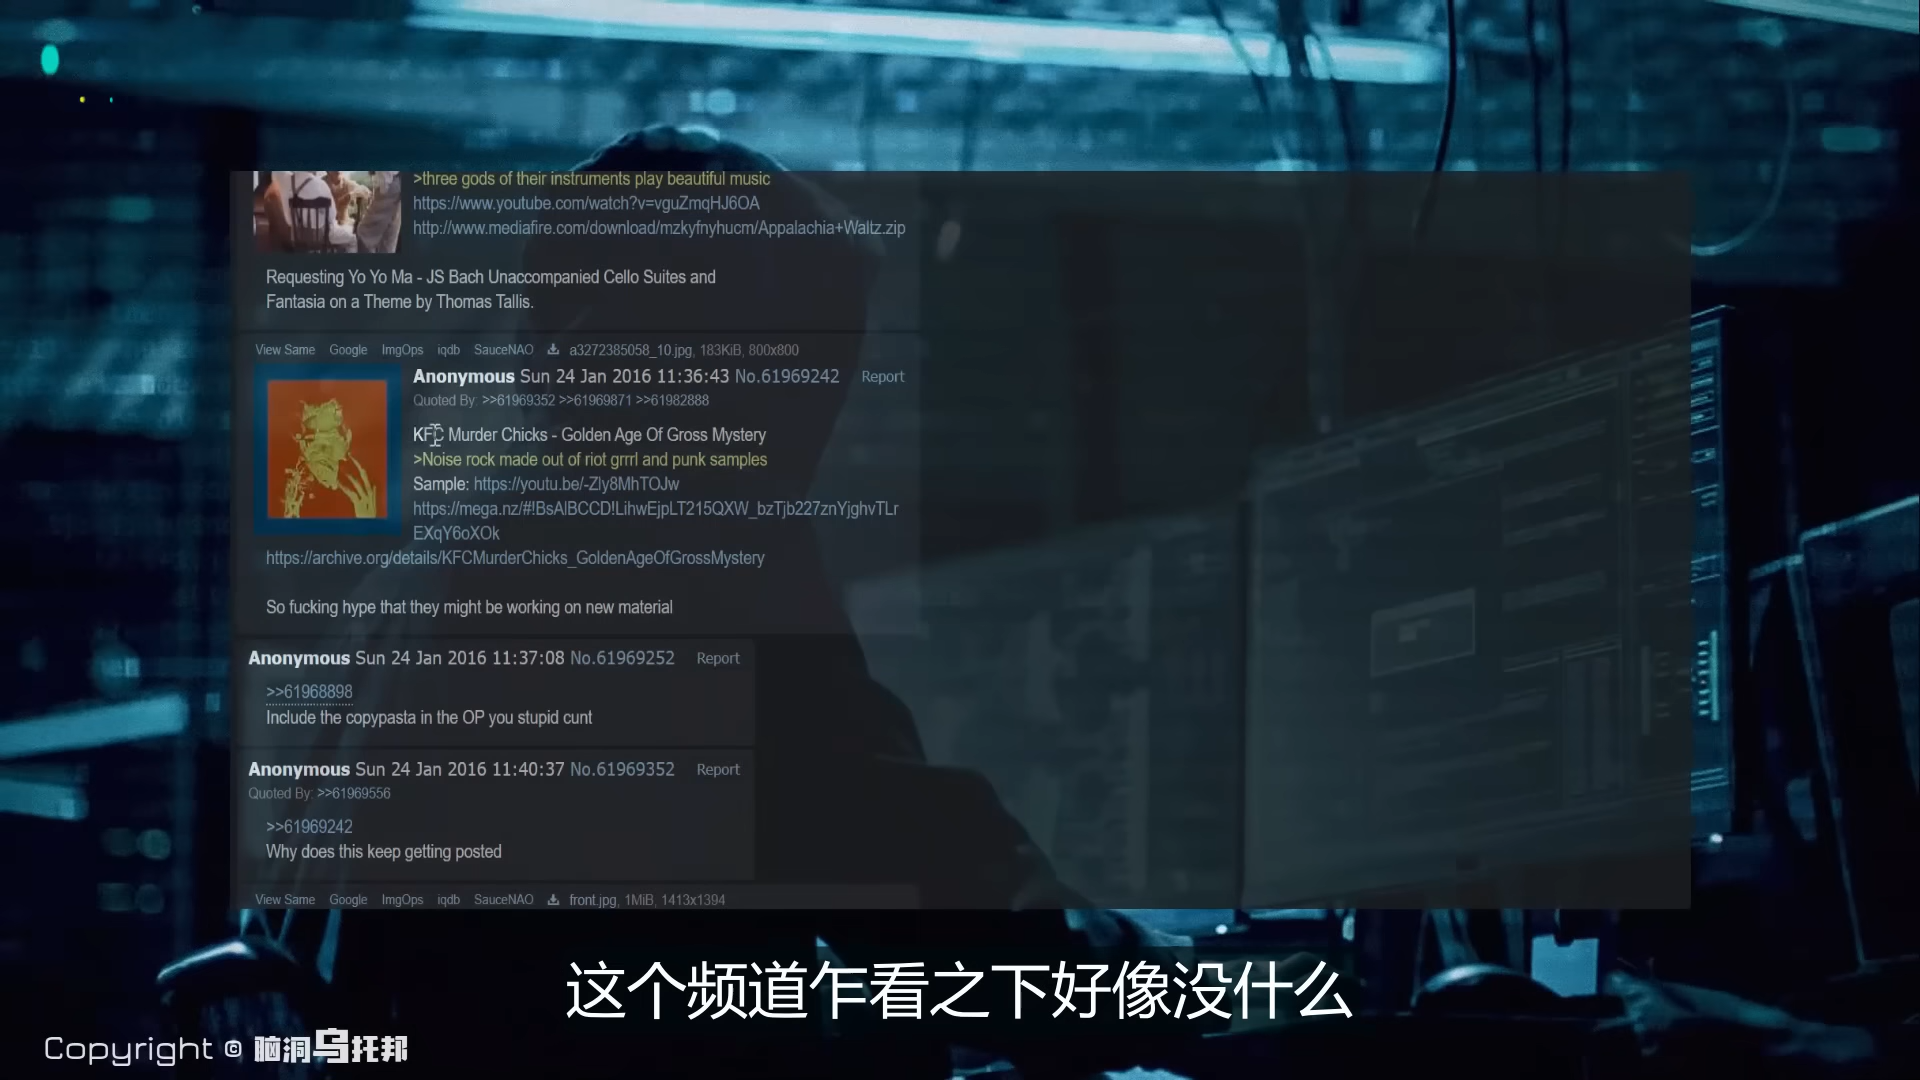 >three gods of their instruments play beautiful music
https://www.youtube.com/watch?v=vguZmqHJ6OA
http://www.mediafire.com/download/mzkyfnyhucm/Appalachia+Waltz.zip
Requesting Yo Yo Ma - JS Bach Unaccompanied Cello Suites and
Fantasia on a Theme by Thomas Tallis.
View Same Google ImgOps iqdb SauceNAO a3272385058_10.jpg, 183KiB, 800x800
Anonymous Sun 24 Jan 2016 11:36:43 No.61969242 Report
Quoted By: >>61969352 >>61969871 >>61982888
KFC Murder Chicks - Golden Age Of Gross Mystery
>Noise rock made out of riot grrrl and punk samples
Sample: https://youtu.be/-Zly8MhTOJw
https://mega.nz/#!BsAlBCCD!LihwEjpLT215QXW_bzTjb227znYjghvTLr
EXqY6oXOk
https://archive.org/details/KFCMurderChicks_GoldenAgeOfGrossMystery
So fucking hype that they might be working on new material
Anonymous Sun 24 Jan 2016 11:37:08 No.61969252 Report
>>61968898
Include the copypasta in the OP you stupid cunt
Anonymous Sun 24 Jan 2016 11:40:37 No.61969352 Report
Quoted By: >>61969556
>>61969242
Why does this keep getting posted
View Same Google ImgOps iqdb SauceNAO front.jpg, 1MiB, 1413x1394
这个频道乍看之下好像没什么
Copyright © 脑洞乌托邦